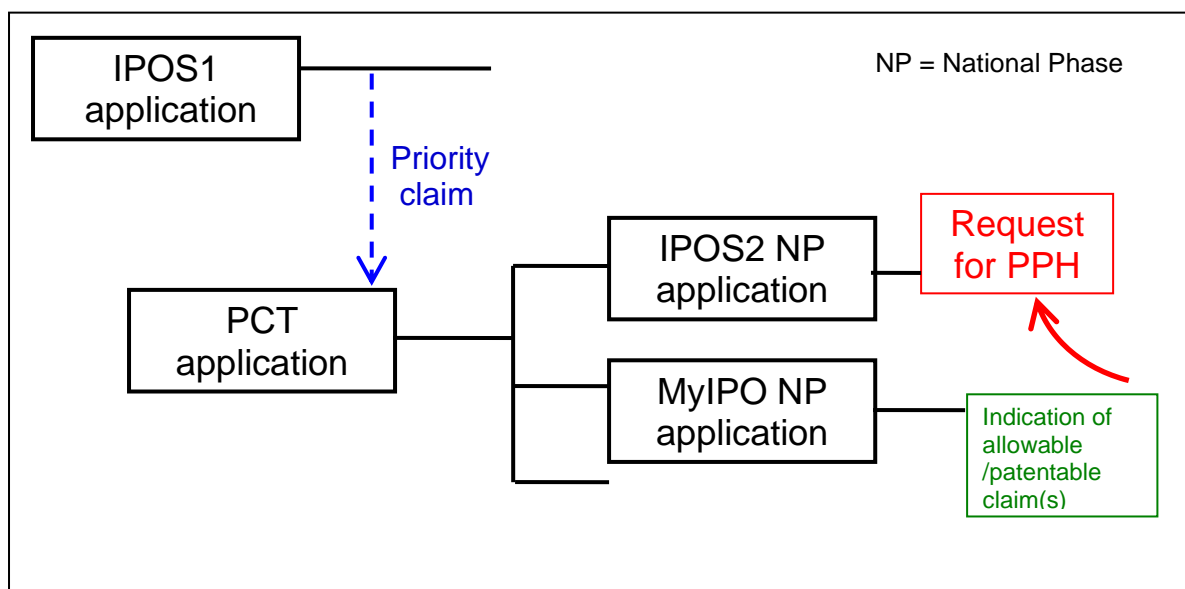 IPOS1
application
NP = National Phase
Priority
claim
IPOS2 NP
application
Request
for PPH
PCT
application
MyIPO NP
application
Indication of
allowable
/patentable
claim(s)